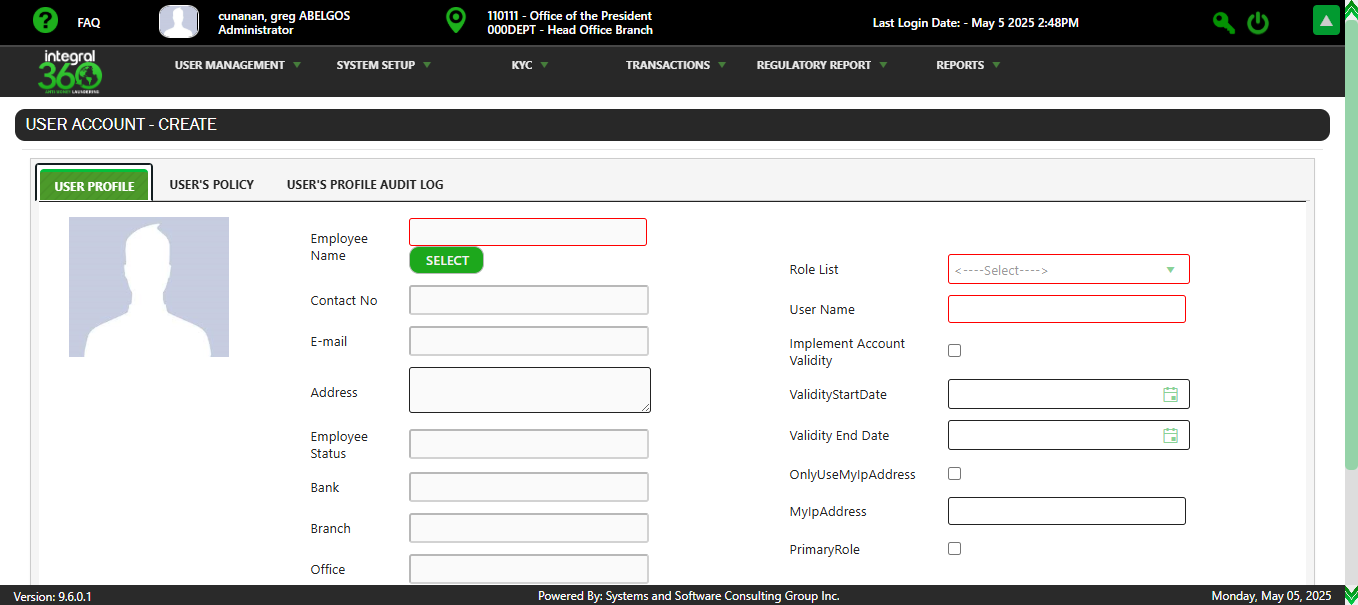 FAQ
cunanan, greg ABELGOS
Administrator
110111 - Office of the President
000DEPT - Head Office Branch
Last Login Date: - May 5 2025 2:48PM
integral
360
USER MANAGEMENT
SYSTEM SETUP
KYC
TRANSACTIONS
REGULATORY REPORT
REPORTS
USER ACCOUNT - CREATE
USER PROFILE
USER'S POLICY
USER'S PROFILE AUDIT LOG
Employee
Name
SELECT
Contact No
E-mail
Address
Employee
Status
Bank
Branch
Office
Role List
<----Select---->
User Name
Implement Account
Validity
ValidityStartDate
Validity End Date
OnlyUseMyIpAddress
MyIpAddress
PrimaryRole
Version: 9.6.0.1
Powered By: Systems and Software Consulting Group Inc.
Monday, May 05, 2025